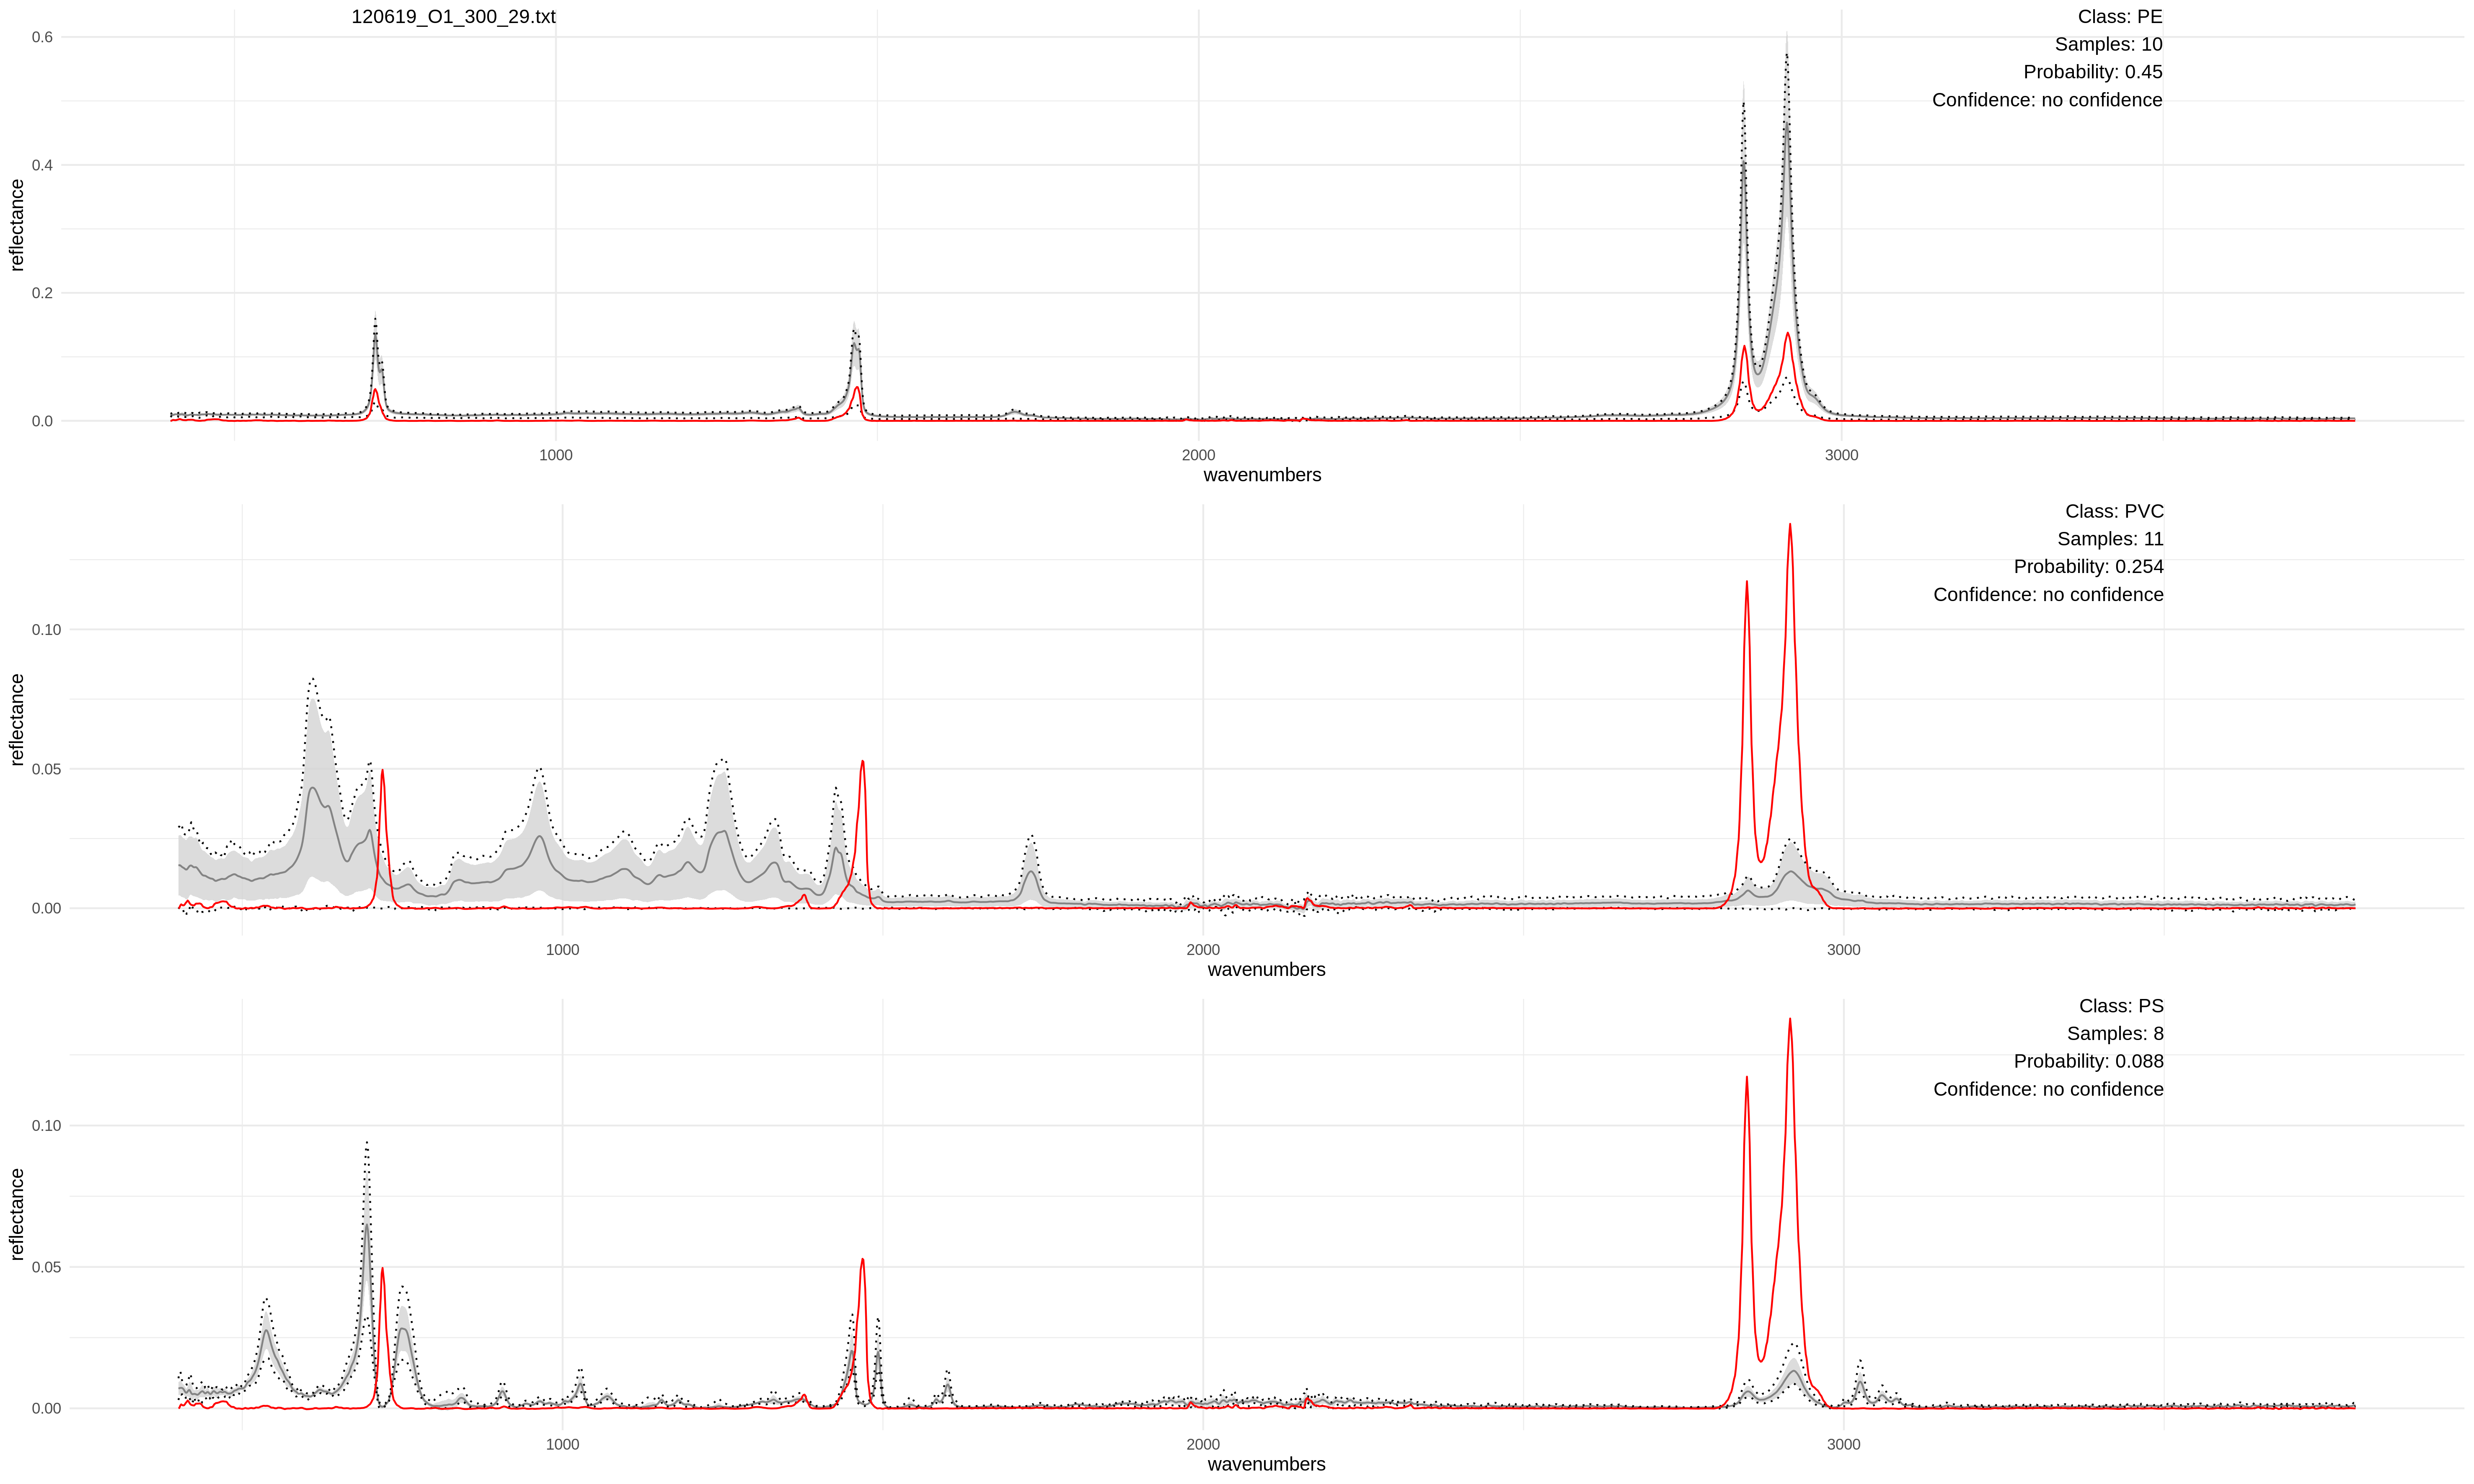 120619_O1_300_29.txt
Class: PE
Samples: 10
Probability: 0.45
Confidence: no confidence
0.6
0.4
0.2
0.0
reflectance
1000 2000 3000
wavenumbers
Class: PVC
Samples: 11
Probability: 0.254
Confidence: no confidence
0.10
0.05
0.00
reflectance
1000 2000 3000
wavenumbers
Class: PS
Samples: 8
Probability: 0.088
Confidence: no confidence
0.10
0.05
0.00
reflectance
1000 2000 3000
wavenumbers